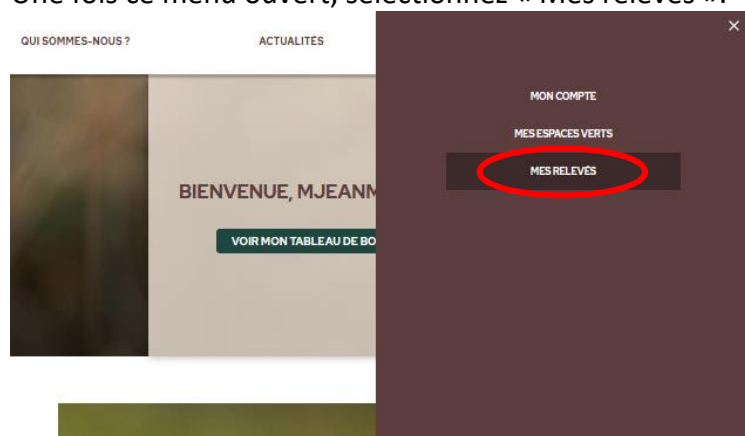 Une fois ce menu ouvert, sélectionnez « Mes relevés ».
QUI SOMMES-NOUS ?
ACTUALITÉS
×
MON COMPTE
MES ESPACES VERTS
MES RELEVÉS
BIENVENUE, MJEANM
VOIR MON TABLEAU DE BO